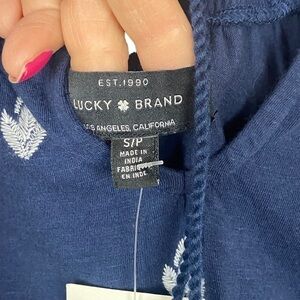 EST.1990
LUCKY BRAND
LOS ANGELES, CALIFORNIA
S/P
MADE IN
INDIA
FABRIQUÉ
EN INDE